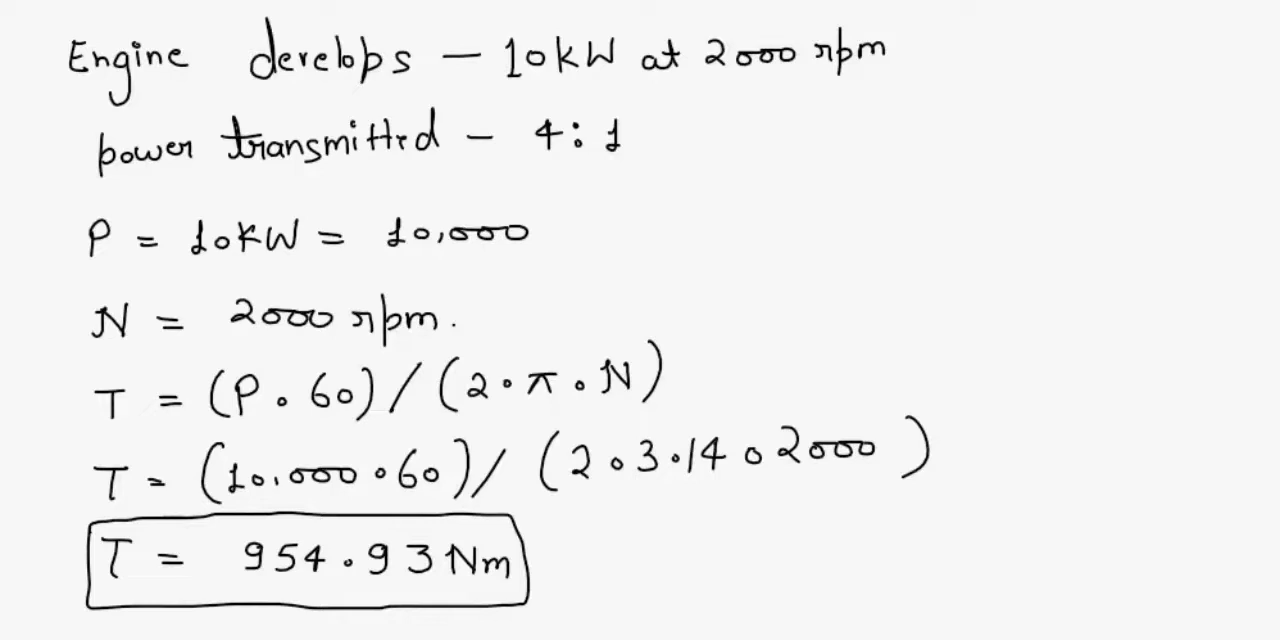 Engine develops - 10kW at 2000 rpm
power transmitted - 4:1
P = 10kW = 10,000
N = 2000 rpm.
T = (P . 60) / (2 . π . N)
T = (10,000 . 60) / (2 . 3.14 . 2000)
T = 954.93 Nm